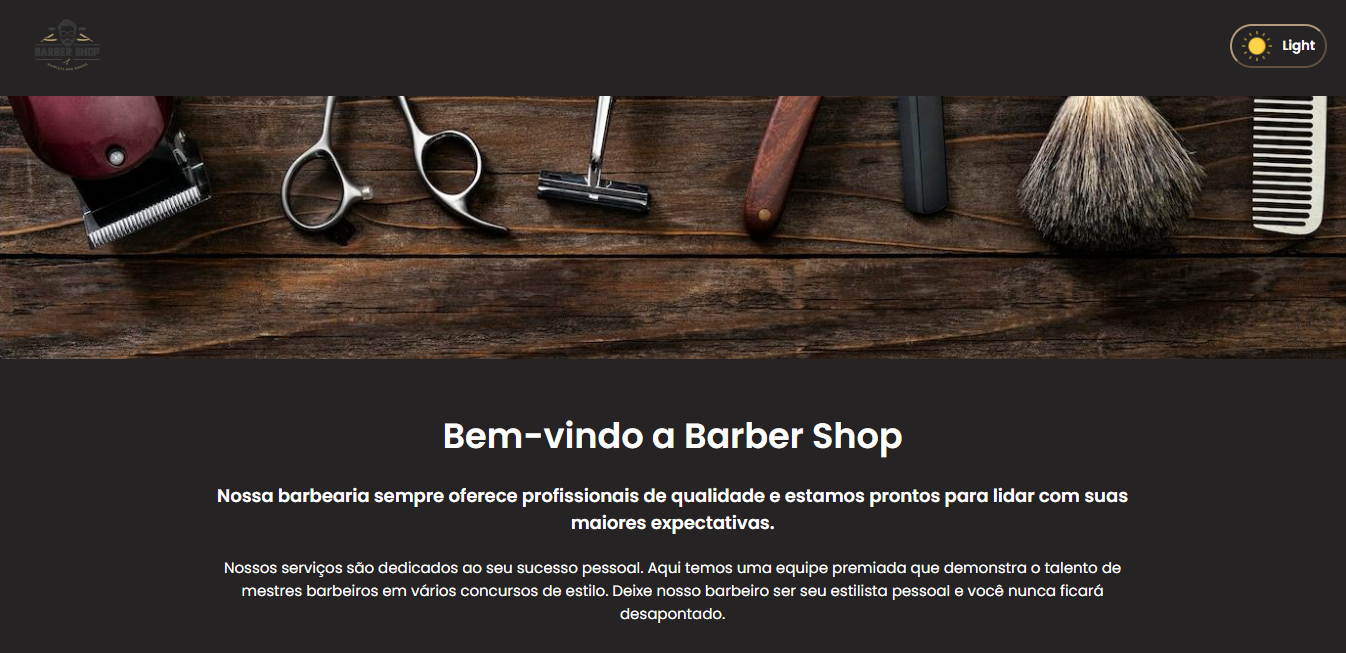 BARBER SHOP
Light
Bem-vindo a Barber Shop
Nossa barbearia sempre oferece profissionais de qualidade e estamos prontos para lidar com suas
maiores expectativas.
Nossos serviços são dedicados ao seu sucesso pessoal. Aqui temos uma equipe premiada que demonstra o talento de
mestres barbeiros em vários concursos de estilo. Deixe nosso barbeiro ser seu estilista pessoal e você nunca ficará
desapontado.